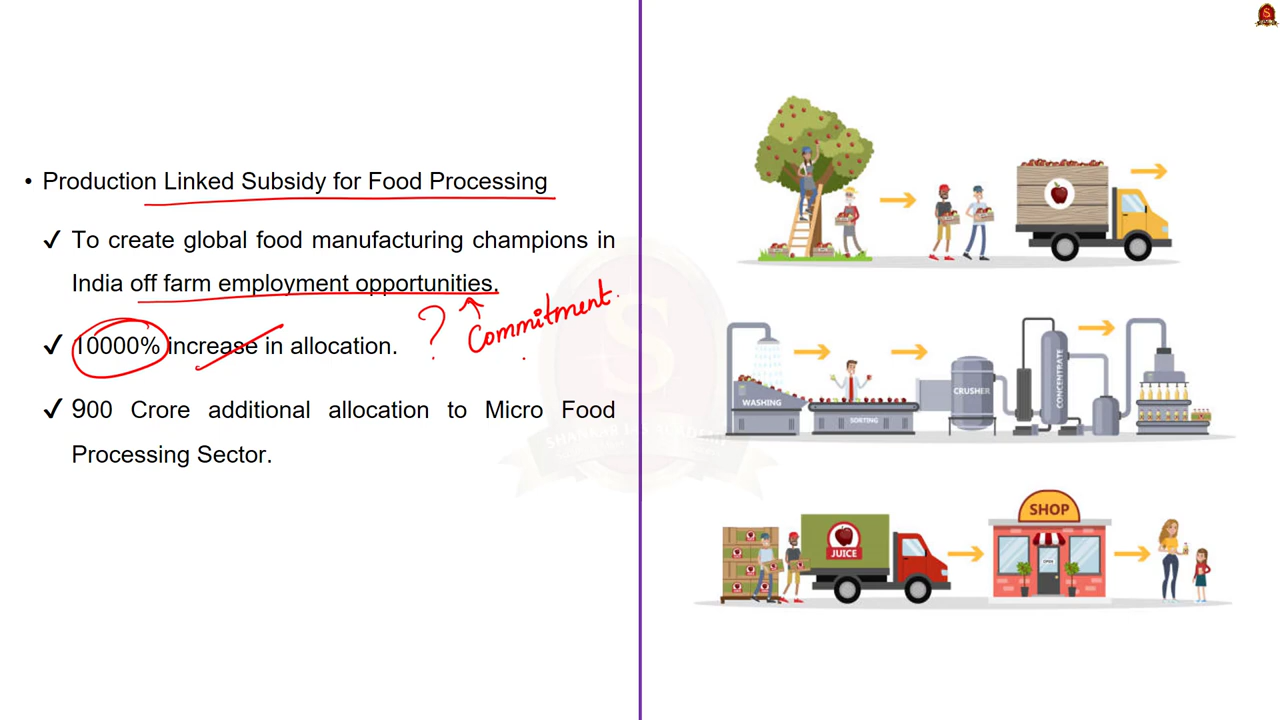 • Production Linked Subsidy for Food Processing
✓ To create global food manufacturing champions in
India off farm employment opportunities.
? Commitment.
✓ 10000% increase in allocation.
✓ 900 Crore additional allocation to Micro Food
Processing Sector.
WASHING
SORTING
CRUSHER
CONCENTRATE
JUICE
SHOP
OPEN